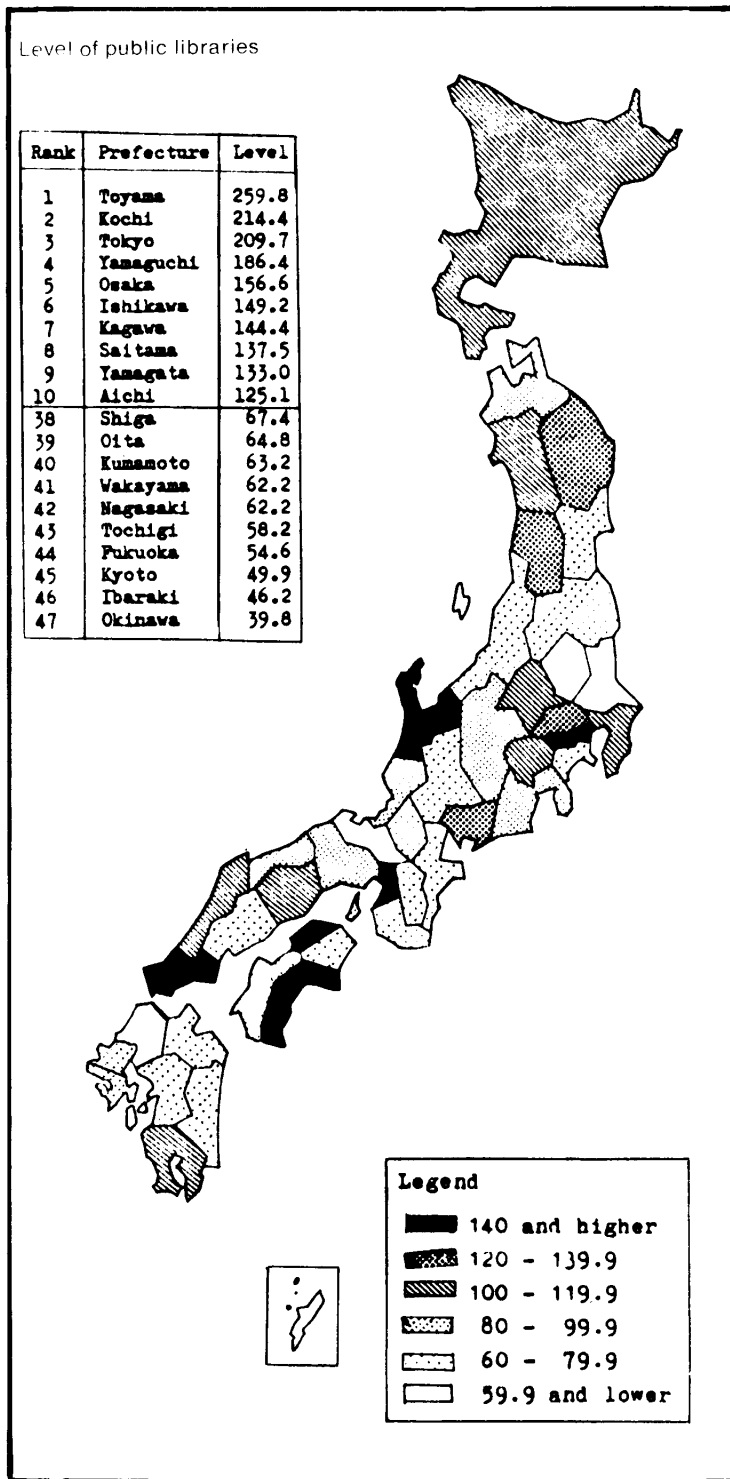 Level of public libraries
Rank Prefecture Level
1 Toyama 259.8
2 Kochi 214.4
3 Tokyo 209.7
4 Yamaguchi 186.4
5 Osaka 156.6
6 Ishikawa 149.2
7 Kagawa 144.4
8 Saitama 137.5
9 Yamagata 133.0
10 Aichi 125.1
38 Shiga 67.4
39 Oita 64.8
40 Kumamoto 63.2
41 Wakayama 62.2
42 Nagasaki 62.2
43 Tochigi 58.2
44 Fukuoka 54.6
45 Kyoto 49.9
46 Ibaraki 46.2
47 Okinawa 39.8
Legend
140 and higher
120 - 139.9
100 - 119.9
80 - 99.9
60 - 79.9
59.9 and lower